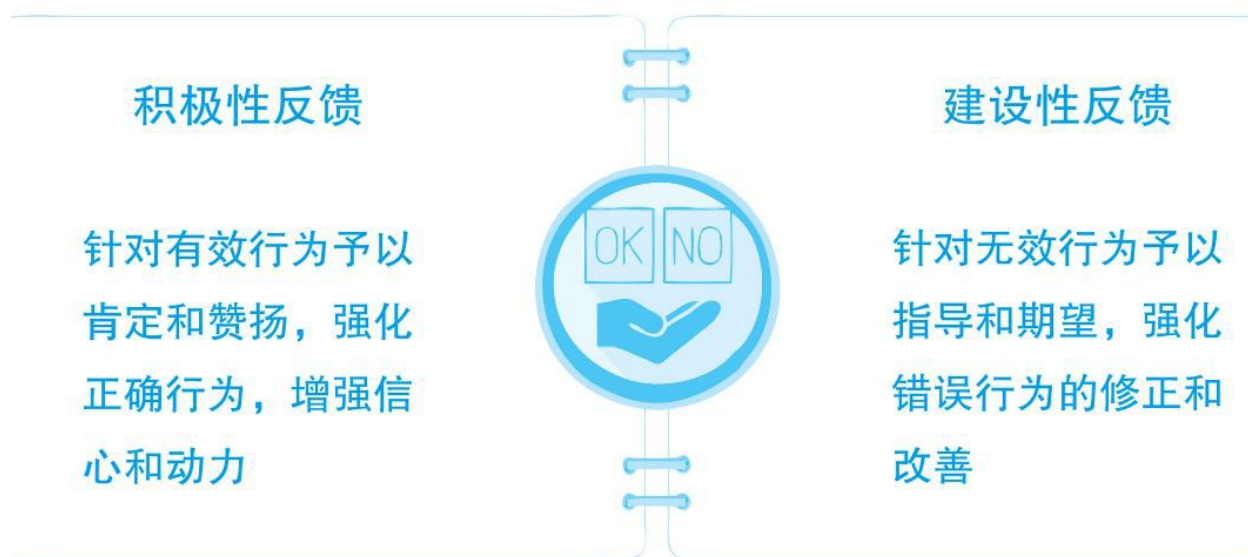 积极性反馈
针对有效行为予以
肯定和赞扬，强化
正确行为，增强信
心和动力
OK NO
建设性反馈
针对无效行为予以
指导和期望，强化
错误行为的修正和
改善